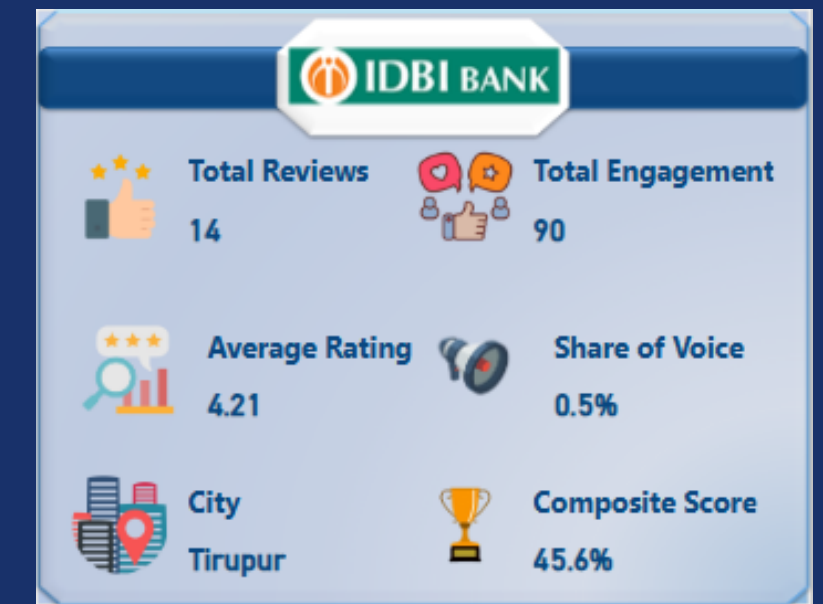 IDBI BANK
Total Reviews
14
Total Engagement
90
Average Rating
4.21
Share of Voice
0.5%
City
Tirupur
Composite Score
45.6%